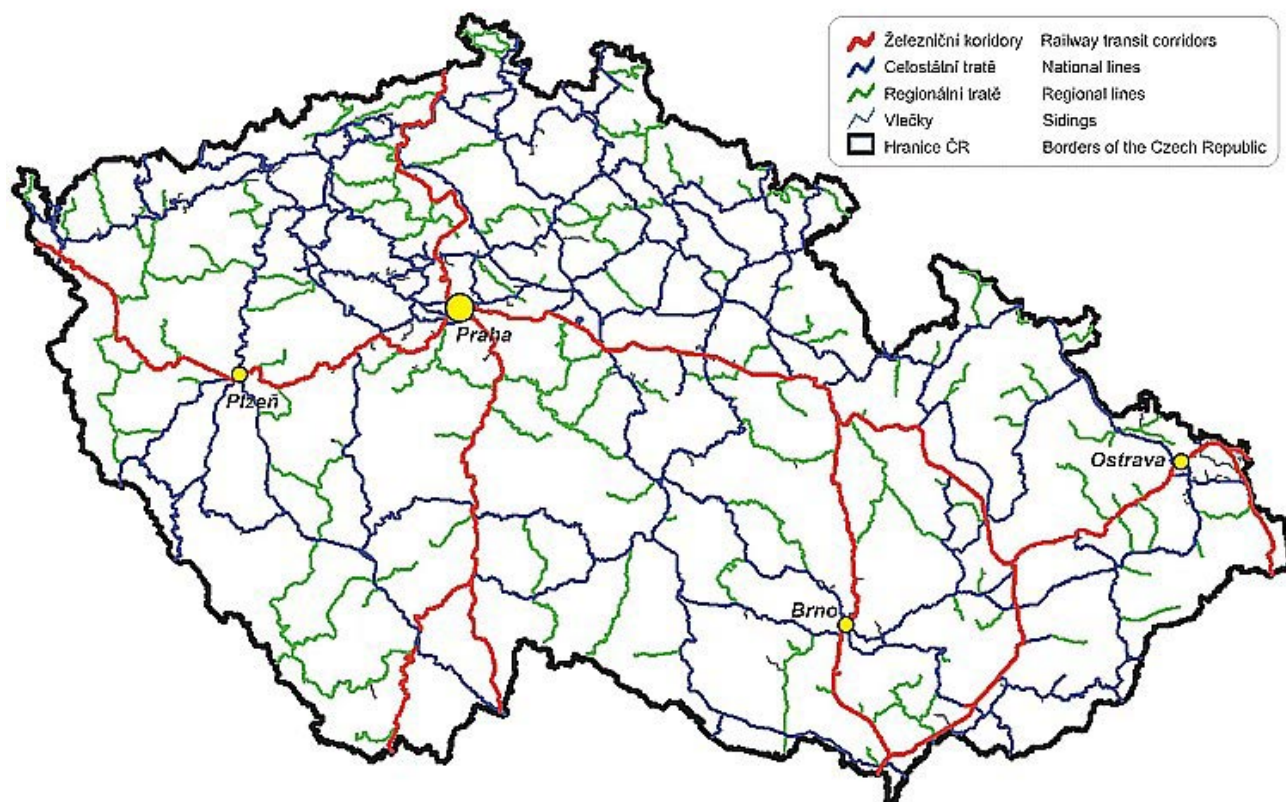 Železniční koridory Railway transit corridors
Celostátní tratě National lines
Regionální tratě Regional lines
Vlečky Sidings
Hranice ČR Borders of the Czech Republic
Praha
Plzeň
Ostrava
Brno